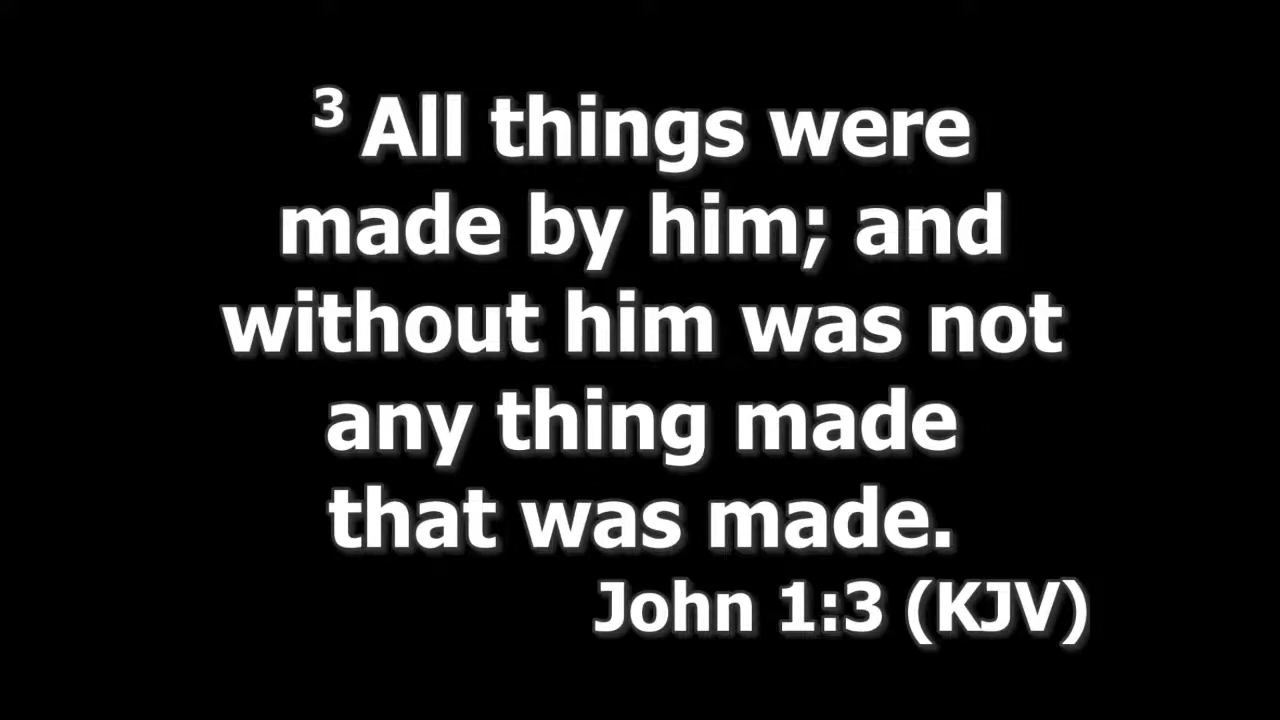 3 All things were
made by him; and
without him was not
any thing made
that was made.
John 1:3 (KJV)